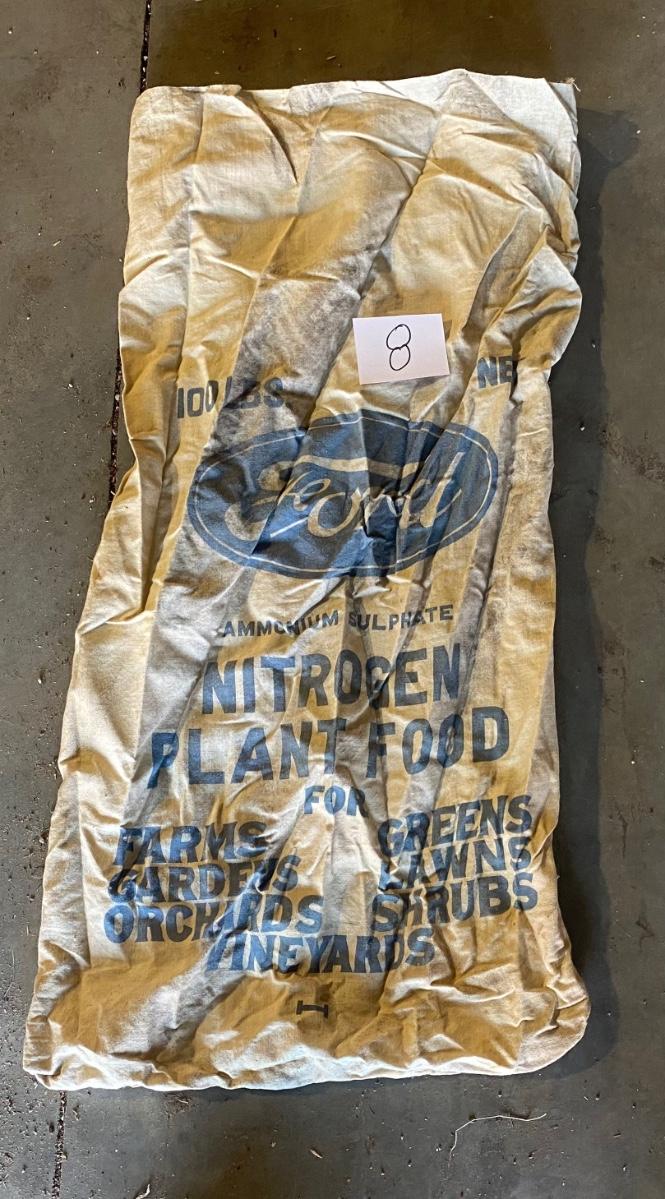 8
100 LBS NET
Ford
AMMONIUM SULPHATE
NITROGEN
PLANT FOOD
FOR
FARMS GREENS
GARDENS LAWNS
ORCHARDS SHRUBS
VINEYARDS
I